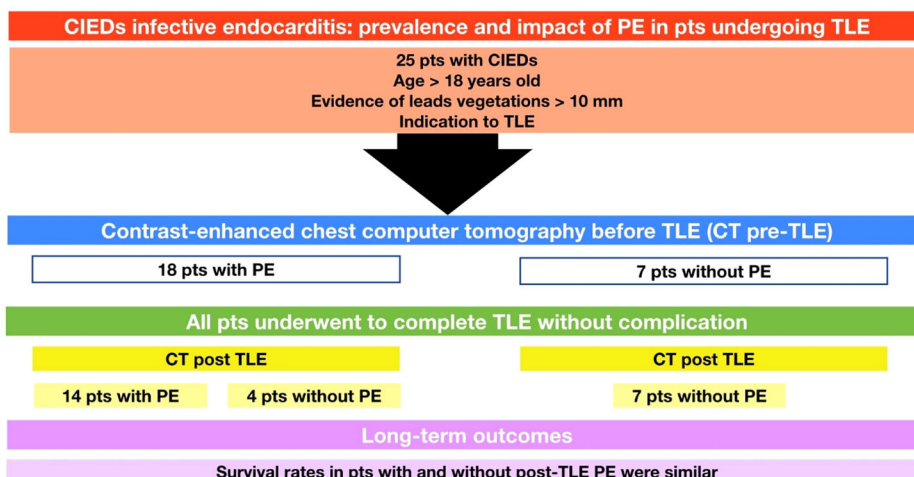 CIEDs infective endocarditis: prevalence and impact of PE in pts undergoing TLE
25 pts with CIEDs
Age > 18 years old
Evidence of leads vegetations > 10 mm
Indication to TLE
Contrast-enhanced chest computer tomography before TLE (CT pre-TLE)
18 pts with PE
7 pts without PE
All pts underwent to complete TLE without complication
CT post TLE
CT post TLE
14 pts with PE
4 pts without PE
7 pts without PE
Long-term outcomes
Survival rates in pts with and without post-TLE PE were similar